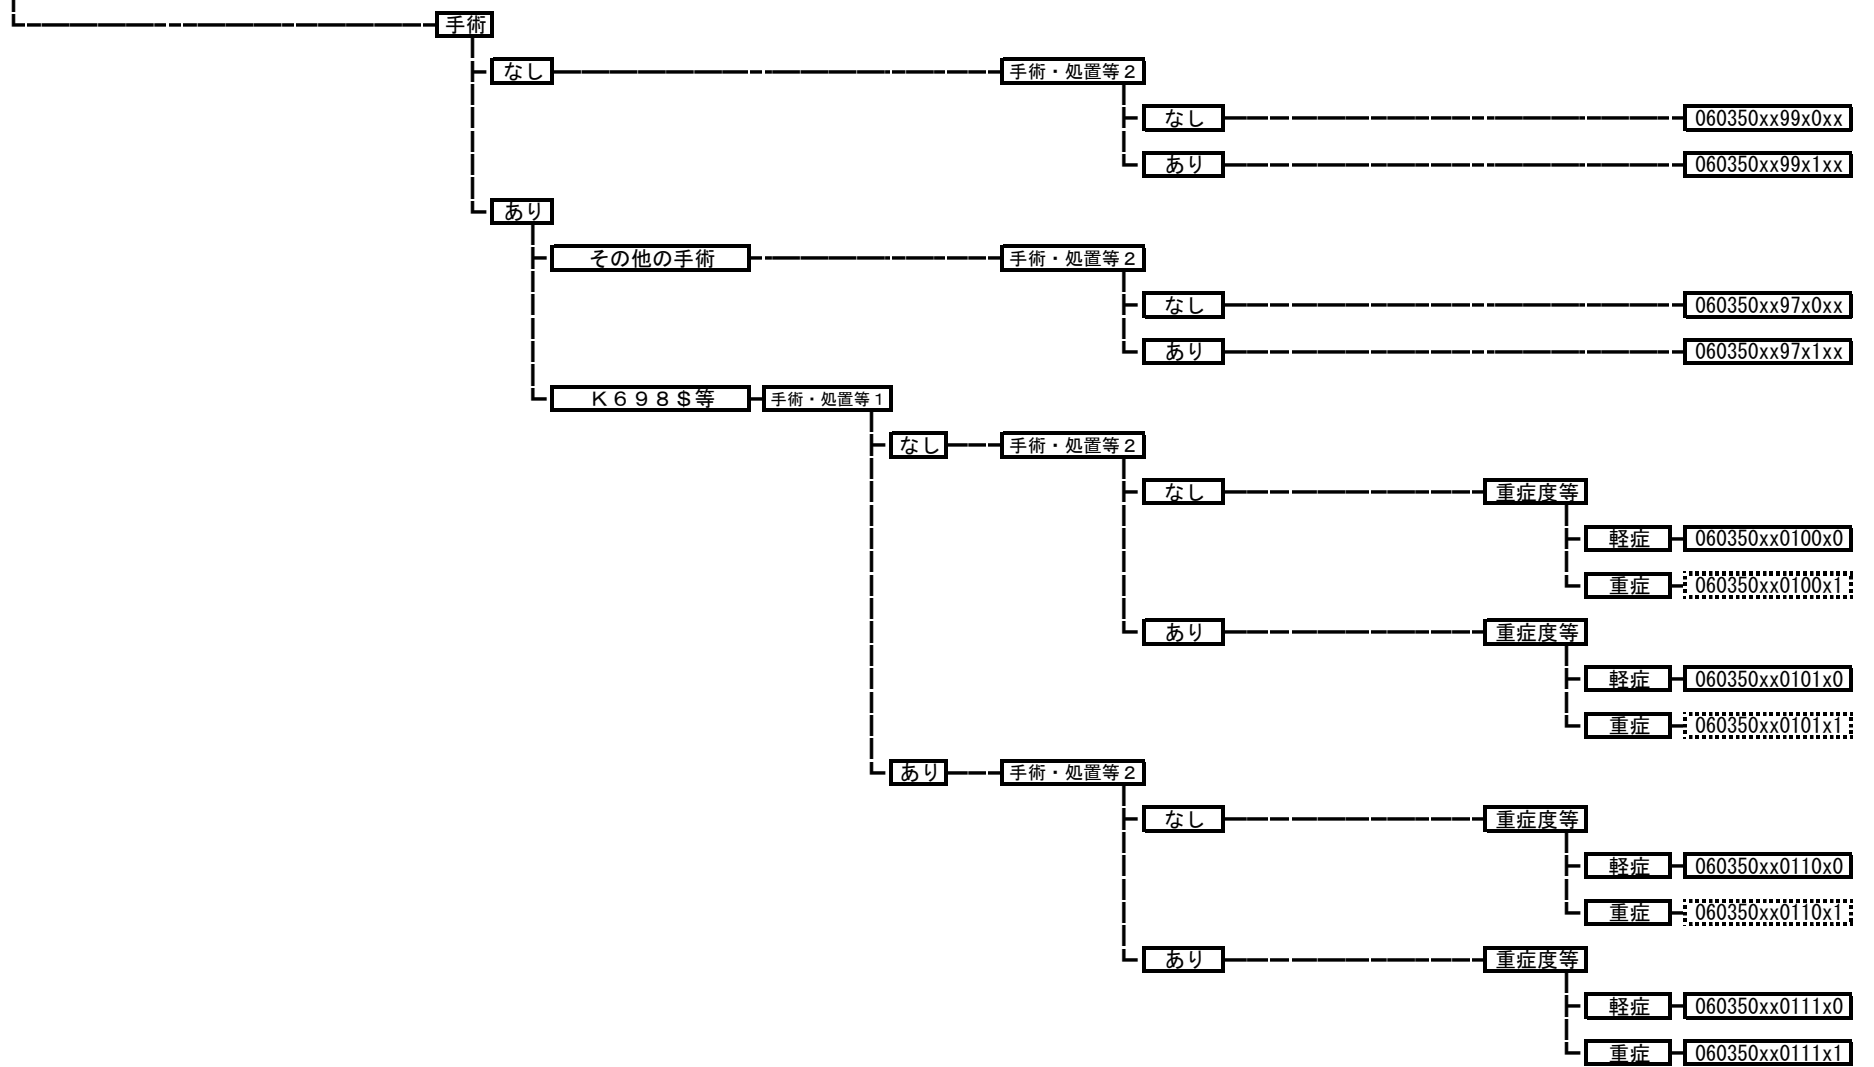 手術
なし 手術・処置等2
なし 060350xx99x0xx
あり 060350xx99x1xx
あり
その他の手術 手術・処置等2
なし 060350xx97x0xx
あり 060350xx97x1xx
K698$等 手術・処置等1
なし 手術・処置等2
なし 重症度等
軽症 060350xx0100x0
重症 060350xx0100x1
あり 重症度等
軽症 060350xx0101x0
重症 060350xx0101x1
あり 手術・処置等2
なし 重症度等
軽症 060350xx0110x0
重症 060350xx0110x1
あり 重症度等
軽症 060350xx0111x0
重症 060350xx0111x1